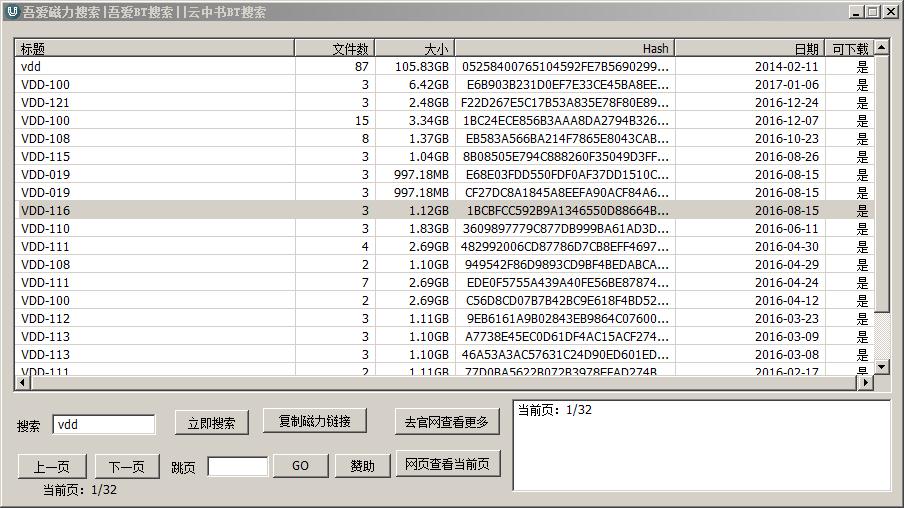 吾爱磁力搜索|吾爱BT搜索||云中书BT搜索
标题 文件数 大小 Hash 日期 可下载
vdd 87 105.83GB 05258400765104592FE7B5690299... 2014-02-11 是
VDD-100 3 6.42GB E6B903B231D0EF7E33CE45BA8EE... 2017-01-06 是
VDD-121 3 2.48GB F22D267E5C17B53A835E78F80E89... 2016-12-24 是
VDD-100 15 3.34GB 1BC24ECE856B3AAA8DA2794B326... 2016-12-07 是
VDD-108 8 1.37GB EB583A566BA214F7865E8043CAB... 2016-10-23 是
VDD-115 3 1.04GB 8B08505E794C888260F35049D3FF... 2016-08-26 是
VDD-019 3 997.18MB E68E03FDD550FDF0AF37DD1510C... 2016-08-15 是
VDD-019 3 997.18MB CF27DC8A1845A8EEFA90ACF84A6... 2016-08-15 是
VDD-116 3 1.12GB 1BCBFCC592B9A1346550D88664B... 2016-08-15 是
VDD-110 3 1.83GB 3609897779C877DB999BA61AD3D... 2016-06-11 是
VDD-111 4 2.69GB 482992006CD87786D7CB8EFF4697... 2016-04-30 是
VDD-108 2 1.10GB 949542F86D9893CD9BF4BEDABCA... 2016-04-29 是
VDD-111 7 2.69GB EDE0F5755A439A40FE56BE87874... 2016-04-24 是
VDD-100 2 2.69GB C56D8CD07B7B42BC9E618F4BD52... 2016-04-12 是
VDD-112 2 1.11GB 9EB6161A9B02843EB9864C07600... 2016-03-23 是
VDD-113 3 1.10GB A7738E45EC0D61DF4AC15ACF274... 2016-03-09 是
VDD-113 3 1.10GB 46A53A3AC57631C24D90ED601ED... 2016-03-08 是
VDD-111 2 1.11GB 77D0BA5622B072B3978EFAD274B... 2016-02-17 是
搜索 vdd 立即搜索 复制磁力链接 去官网查看更多
当前页：1/32
上一页 下一页 跳页 GO 赞助 网页查看当前页
当前页：1/32